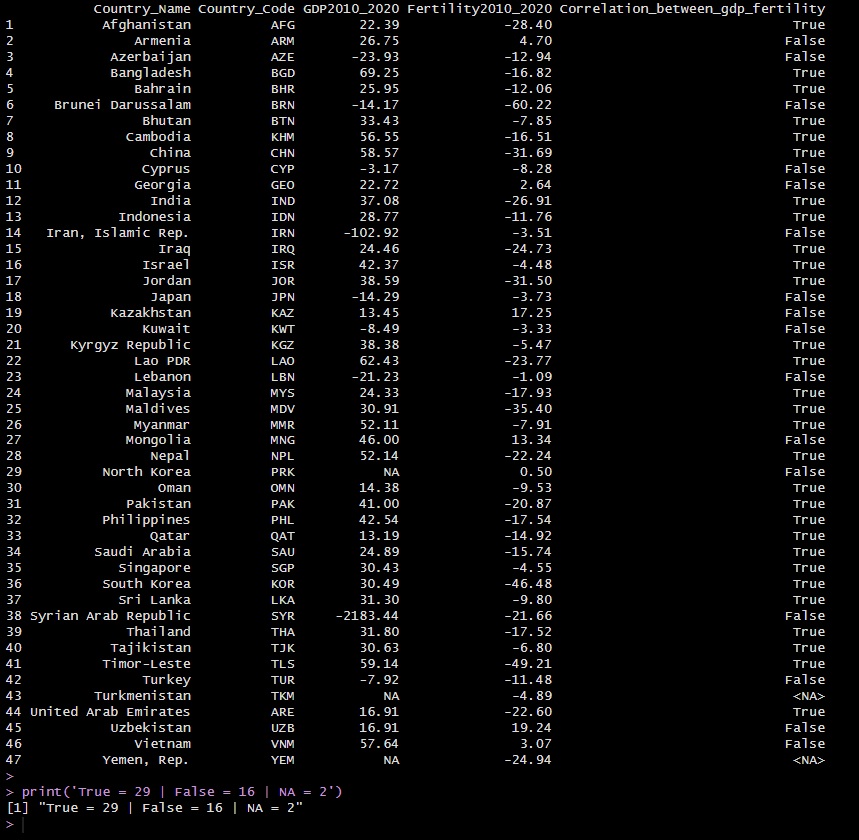 Country_Name Country_Code GDP2010_2020 Fertility2010_2020 Correlation_between_gdp_fertility
1 Afghanistan AFG 22.39 -28.40 True
2 Armenia ARM 26.75 4.70 False
3 Azerbaijan AZE -23.93 -12.94 False
4 Bangladesh BGD 69.25 -16.82 True
5 Bahrain BHR 25.95 -12.06 True
6 Brunei Darussalam BRN -14.17 -60.22 False
7 Bhutan BTN 33.43 -7.85 True
8 Cambodia KHM 56.55 -16.51 True
9 China CHN 58.57 -31.69 True
10 Cyprus CYP -3.17 -8.28 False
11 Georgia GEO 22.72 2.64 False
12 India IND 37.08 -26.91 True
13 Indonesia IDN 28.77 -11.76 True
14 Iran, Islamic Rep. IRN -102.92 -3.51 False
15 Iraq IRQ 24.46 -24.73 True
16 Israel ISR 42.37 -4.48 True
17 Jordan JOR 38.59 -31.50 True
18 Japan JPN -14.29 -3.73 False
19 Kazakhstan KAZ 13.45 17.25 False
20 Kuwait KWT -8.49 -3.33 False
21 Kyrgyz Republic KGZ 38.38 -5.47 True
22 Lao PDR LAO 62.43 -23.77 True
23 Lebanon LBN -21.23 -1.09 False
24 Malaysia MYS 24.33 -17.93 True
25 Maldives MDV 30.91 -35.40 True
26 Myanmar MMR 52.11 -7.91 True
27 Mongolia MNG 46.00 13.34 False
28 Nepal NPL 52.14 -22.24 True
29 North Korea PRK NA 0.50 False
30 Oman OMN 14.38 -9.53 True
31 Pakistan PAK 41.00 -20.87 True
32 Philippines PHL 42.54 -17.54 True
33 Qatar QAT 13.19 -14.92 True
34 Saudi Arabia SAU 24.89 -15.74 True
35 Singapore SGP 30.43 -4.55 True
36 South Korea KOR 30.49 -46.48 True
37 Sri Lanka LKA 31.30 -9.80 True
38 Syrian Arab Republic SYR -2183.44 -21.66 False
39 Thailand THA 31.80 -17.52 True
40 Tajikistan TJK 30.63 -6.80 True
41 Timor-Leste TLS 59.14 -49.21 True
42 Turkey TUR -7.92 -11.48 False
43 Turkmenistan TKM NA -4.89 <NA>
44 United Arab Emirates ARE 16.91 -22.60 True
45 Uzbekistan UZB 16.91 19.24 False
46 Vietnam VNM 57.64 3.07 False
47 Yemen, Rep. YEM NA -24.94 <NA>
>
> print('True = 29 | False = 16 | NA = 2')
[1] "True = 29 | False = 16 | NA = 2"
>